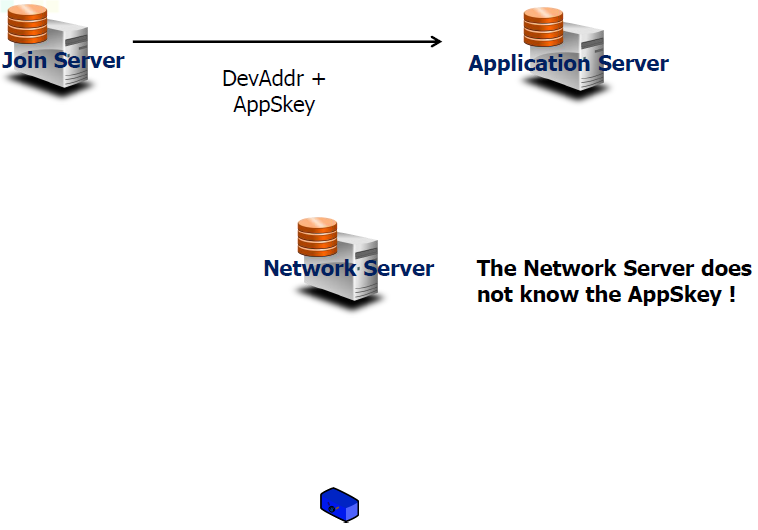 Join Server
Application Server
DevAddr +
AppSkey
Network Server
The Network Server does
not know the AppSkey !